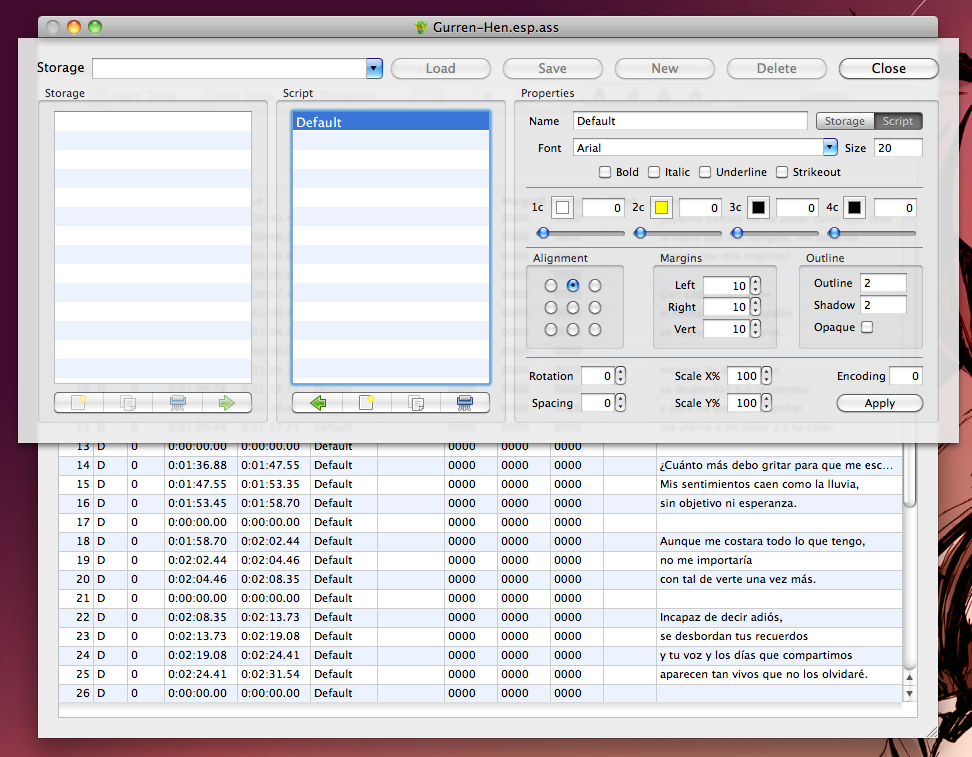 Gurren-Hen.esp.ass
Storage Load Save New Delete Close
Storage
Script
Properties
Default
Name Default Storage Script
Font Arial Size 20
Bold Italic Underline Strikeout
1c 0 2c 0 3c 0 4c 0
Alignment Margins Outline
Left 10 Outline 2
Right 10 Shadow 2
Vert 10 Opaque
Rotation 0 Scale X% 100 Encoding 0
Spacing 0 Scale Y% 100 Apply
13 D 0 0:00:00.00 0:00:00.00 Default 0000 0000 0000
14 D 0 0:01:36.88 0:01:47.55 Default 0000 0000 0000 ¿Cuánto más debo gritar para que me esc...
15 D 0 0:01:47.55 0:01:53.35 Default 0000 0000 0000 Mis sentimientos caen como la lluvia,
16 D 0 0:01:53.45 0:01:58.70 Default 0000 0000 0000 sin objetivo ni esperanza.
17 D 0 0:00:00.00 0:00:00.00 Default 0000 0000 0000
18 D 0 0:01:58.70 0:02:02.44 Default 0000 0000 0000 Aunque me costara todo lo que tengo,
19 D 0 0:02:02.44 0:02:04.46 Default 0000 0000 0000 no me importaría
20 D 0 0:02:04.46 0:02:08.35 Default 0000 0000 0000 con tal de verte una vez más.
21 D 0 0:00:00.00 0:00:00.00 Default 0000 0000 0000
22 D 0 0:02:08.35 0:02:13.73 Default 0000 0000 0000 Incapaz de decir adiós,
23 D 0 0:02:13.73 0:02:19.08 Default 0000 0000 0000 se desbordan tus recuerdos
24 D 0 0:02:19.08 0:02:24.41 Default 0000 0000 0000 y tu voz y los días que compartimos
25 D 0 0:02:24.41 0:02:31.54 Default 0000 0000 0000 aparecen tan vivos que no los olvidaré.
26 D 0 0:00:00.00 0:00:00.00 Default 0000 0000 0000